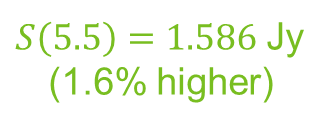 S(5.5) = 1.586 Jy
(1.6% higher)